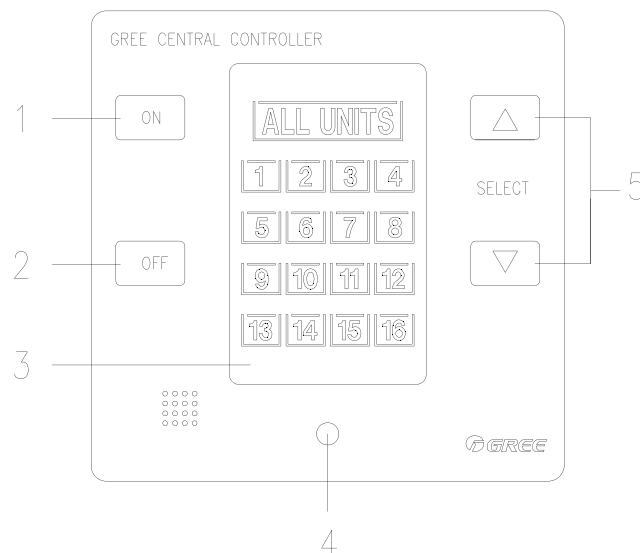 GREE CENTRAL CONTROLLER
1
ON
ALL UNITS
1 2 3 4
SELECT
5
5 6 7 8
2
OFF
9 10 11 12
13 14 15 16
3
GREE
4